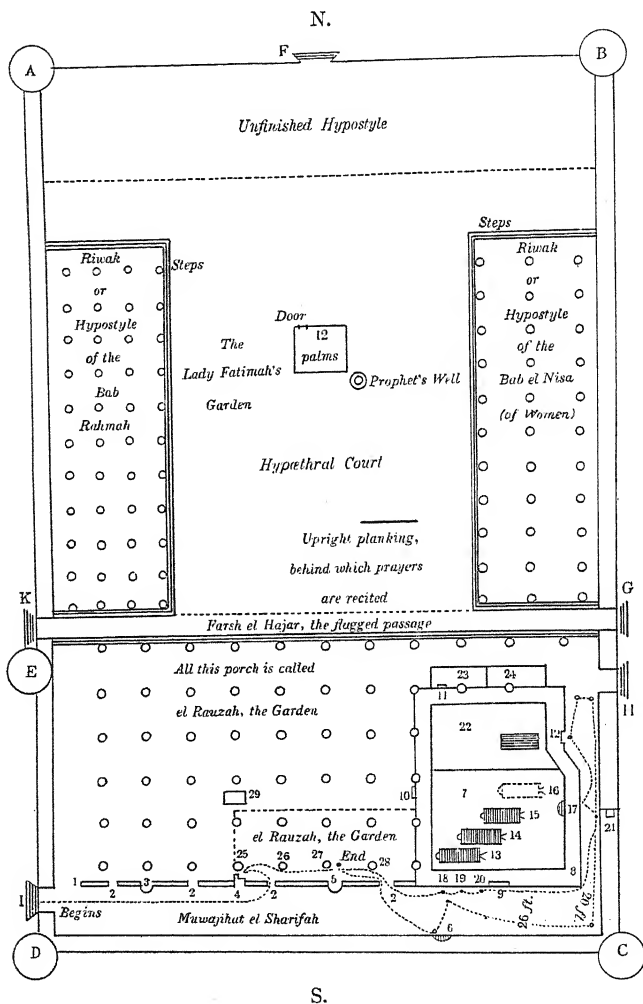 N.
A
F
B
Unfinished Hypostyle
Riwak
or
Hypostyle
of the
Bab
Rahmah
Steps
Steps
Riwak
or
Hypostyle
of the
Bab el Nisa
(of Women)
Door
12
palms
The
Lady Fatimah's
Garden
Prophet's Well
Hypæthral Court
Upright planking,
behind which prayers
are recited
K
G
Farsh el Hajar, the flagged passage
E
All this porch is called
el Rauzah, the Garden
23
24
11
H
22
12
29
10
7
16
17
15
21
el Rauzah, the Garden
14
25
26
27
End
28
13
8
1
2
3
2
4
2
5
2
18
19
20
9
I
Begins
Muwajihat el Sharifah
6
26 ft.
20 ft.
D
C
S.